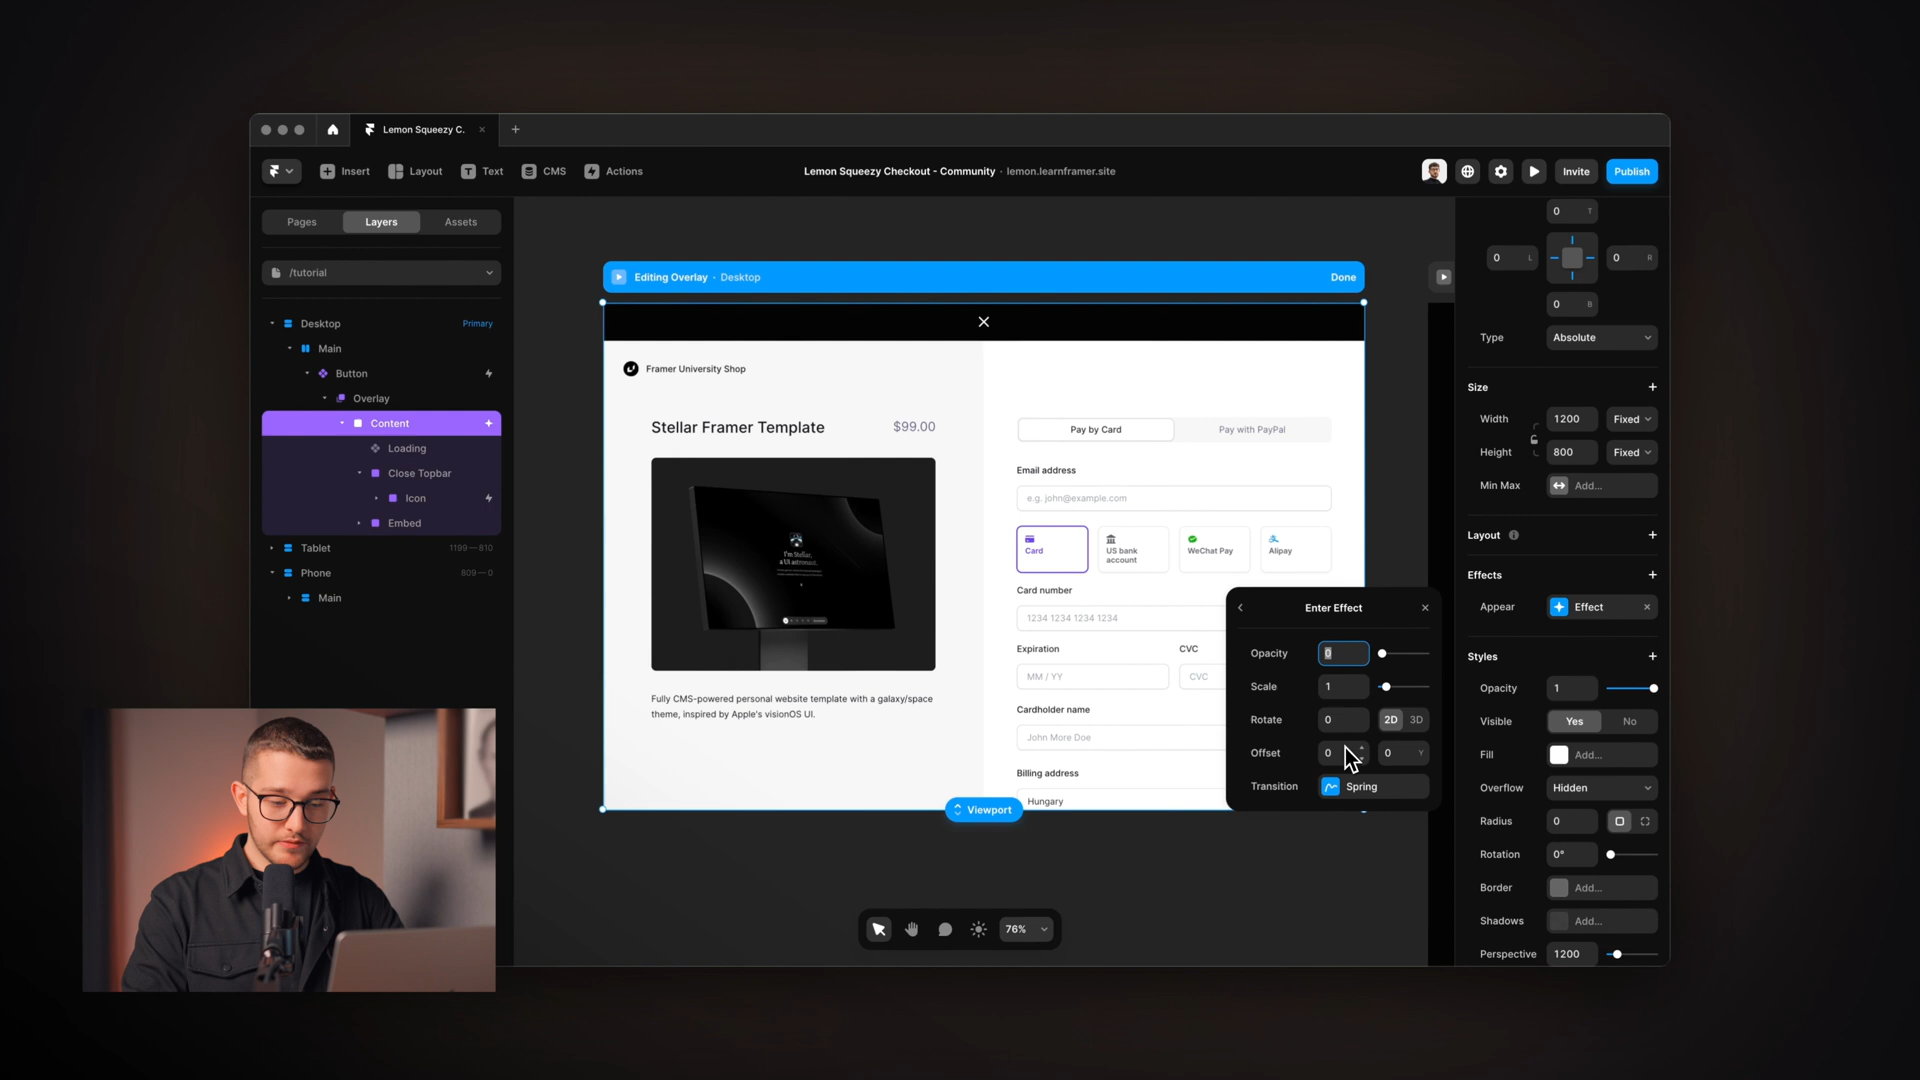 Lemon Squeezy C.
Insert
Layout
Text
CMS
Actions
Lemon Squeezy Checkout - Community · lemon.learnframer.site
Invite
Publish
Pages
Layers
Assets
/tutorial
Desktop
Primary
Main
Button
Overlay
Content
Loading
Close Topbar
Icon
Embed
Tablet
1199 — 810
Phone
809 — 0
Main
Editing Overlay · Desktop
Done
Framer University Shop
Stellar Framer Template
$99.00
I'm Stellar,
a UI astronaut.
Fully CMS-powered personal website template with a galaxy/space
theme, inspired by Apple's visionOS UI.
Pay by Card
Pay with PayPal
Email address
e.g. john@example.com
Card
US bank
account
WeChat Pay
Alipay
Card number
1234 1234 1234 1234
Expiration
CVC
MM / YY
CVC
Cardholder name
John More Doe
Billing address
Hungary
Viewport
76%
Enter Effect
Opacity
0
Scale
1
Rotate
0
2D
3D
Offset
0
0
Y
Transition
Spring
0 T
0 L
0 R
0 B
Type
Absolute
Size
Width
1200
Fixed
Height
800
Fixed
Min Max
Add...
Layout
Effects
Appear
Effect
Styles
Opacity
1
Visible
Yes
No
Fill
Add...
Overflow
Hidden
Radius
0
Rotation
0°
Border
Add...
Shadows
Add...
Perspective
1200